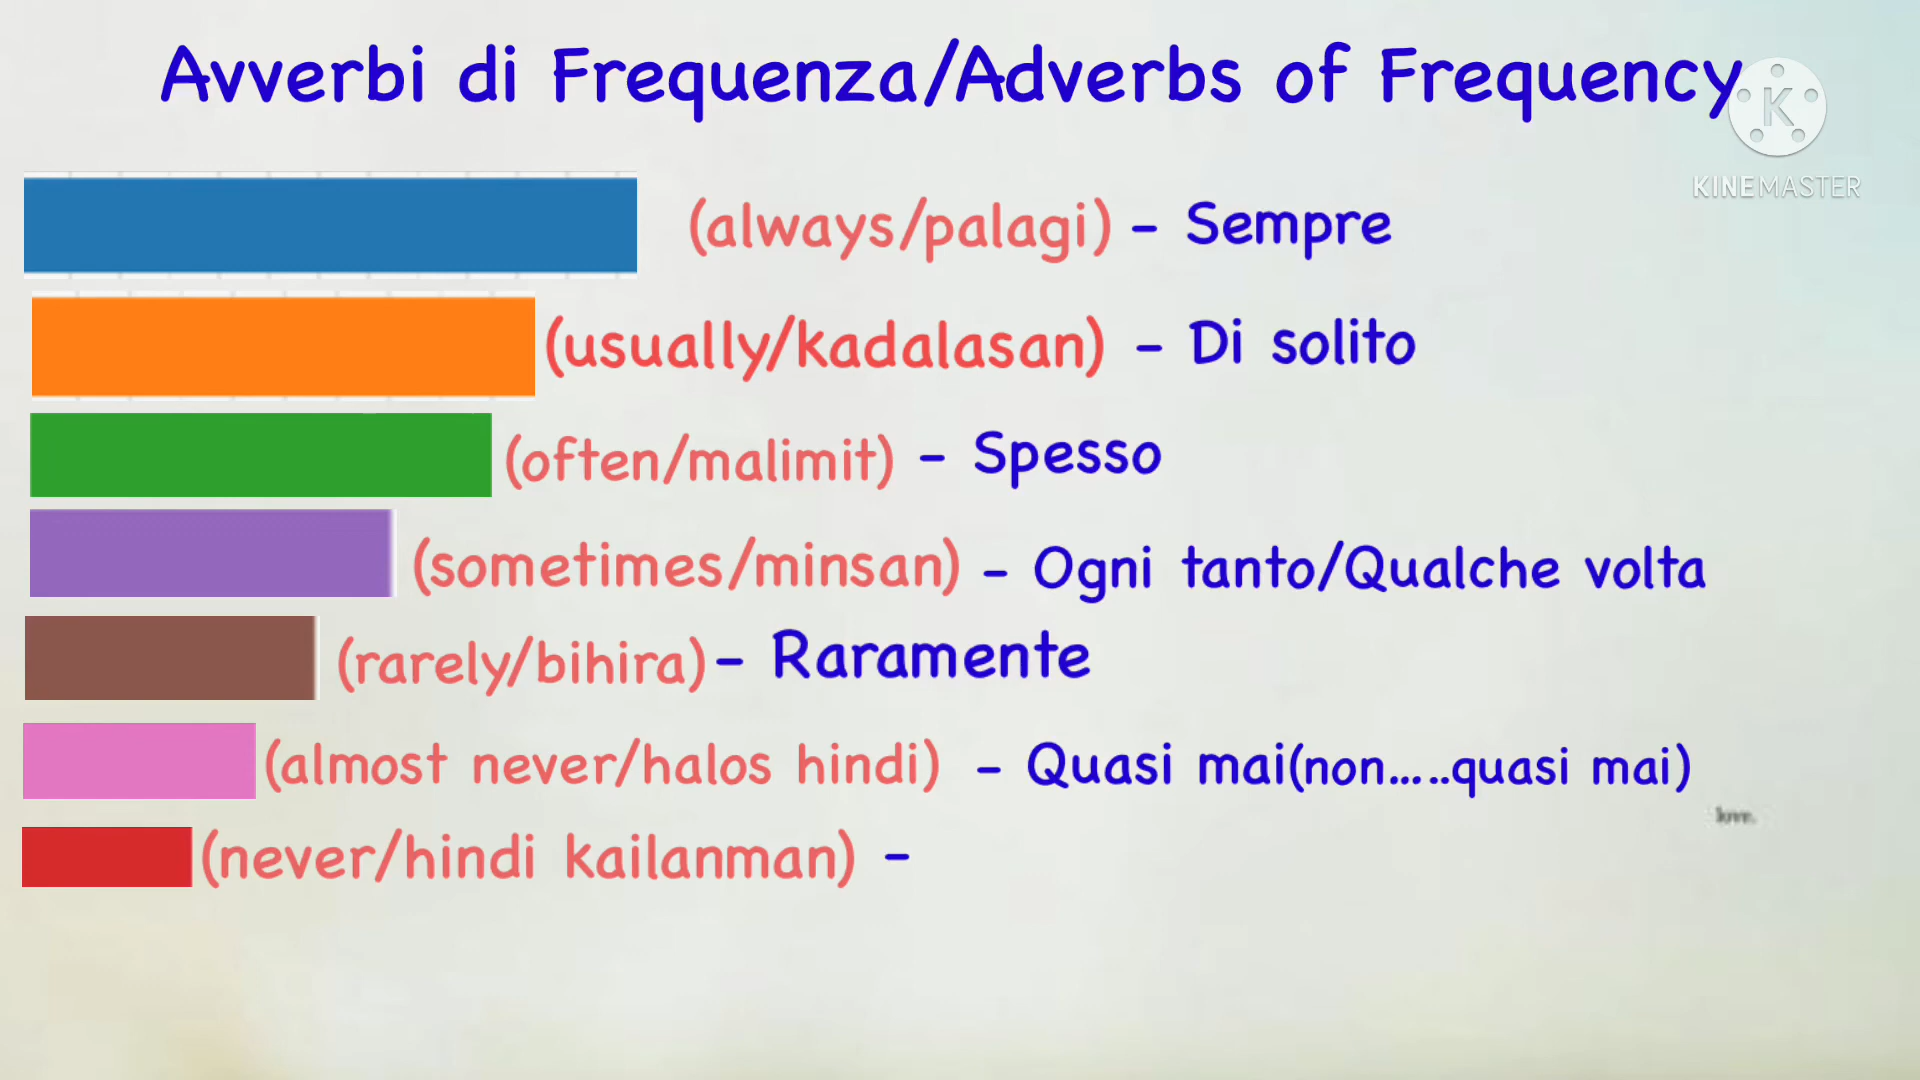 Avverbi di Frequenza/Adverbs of Frequency
K
KINEMASTER
(always/palagi) - Sempre
(usually/kadalasan) - Di solito
(often/malimit) - Spesso
(sometimes/minsan) - Ogni tanto/Qualche volta
(rarely/bihira) - Raramente
(almost never/halos hindi) - Quasi mai(non.....quasi mai)
(never/hindi kailanman) -